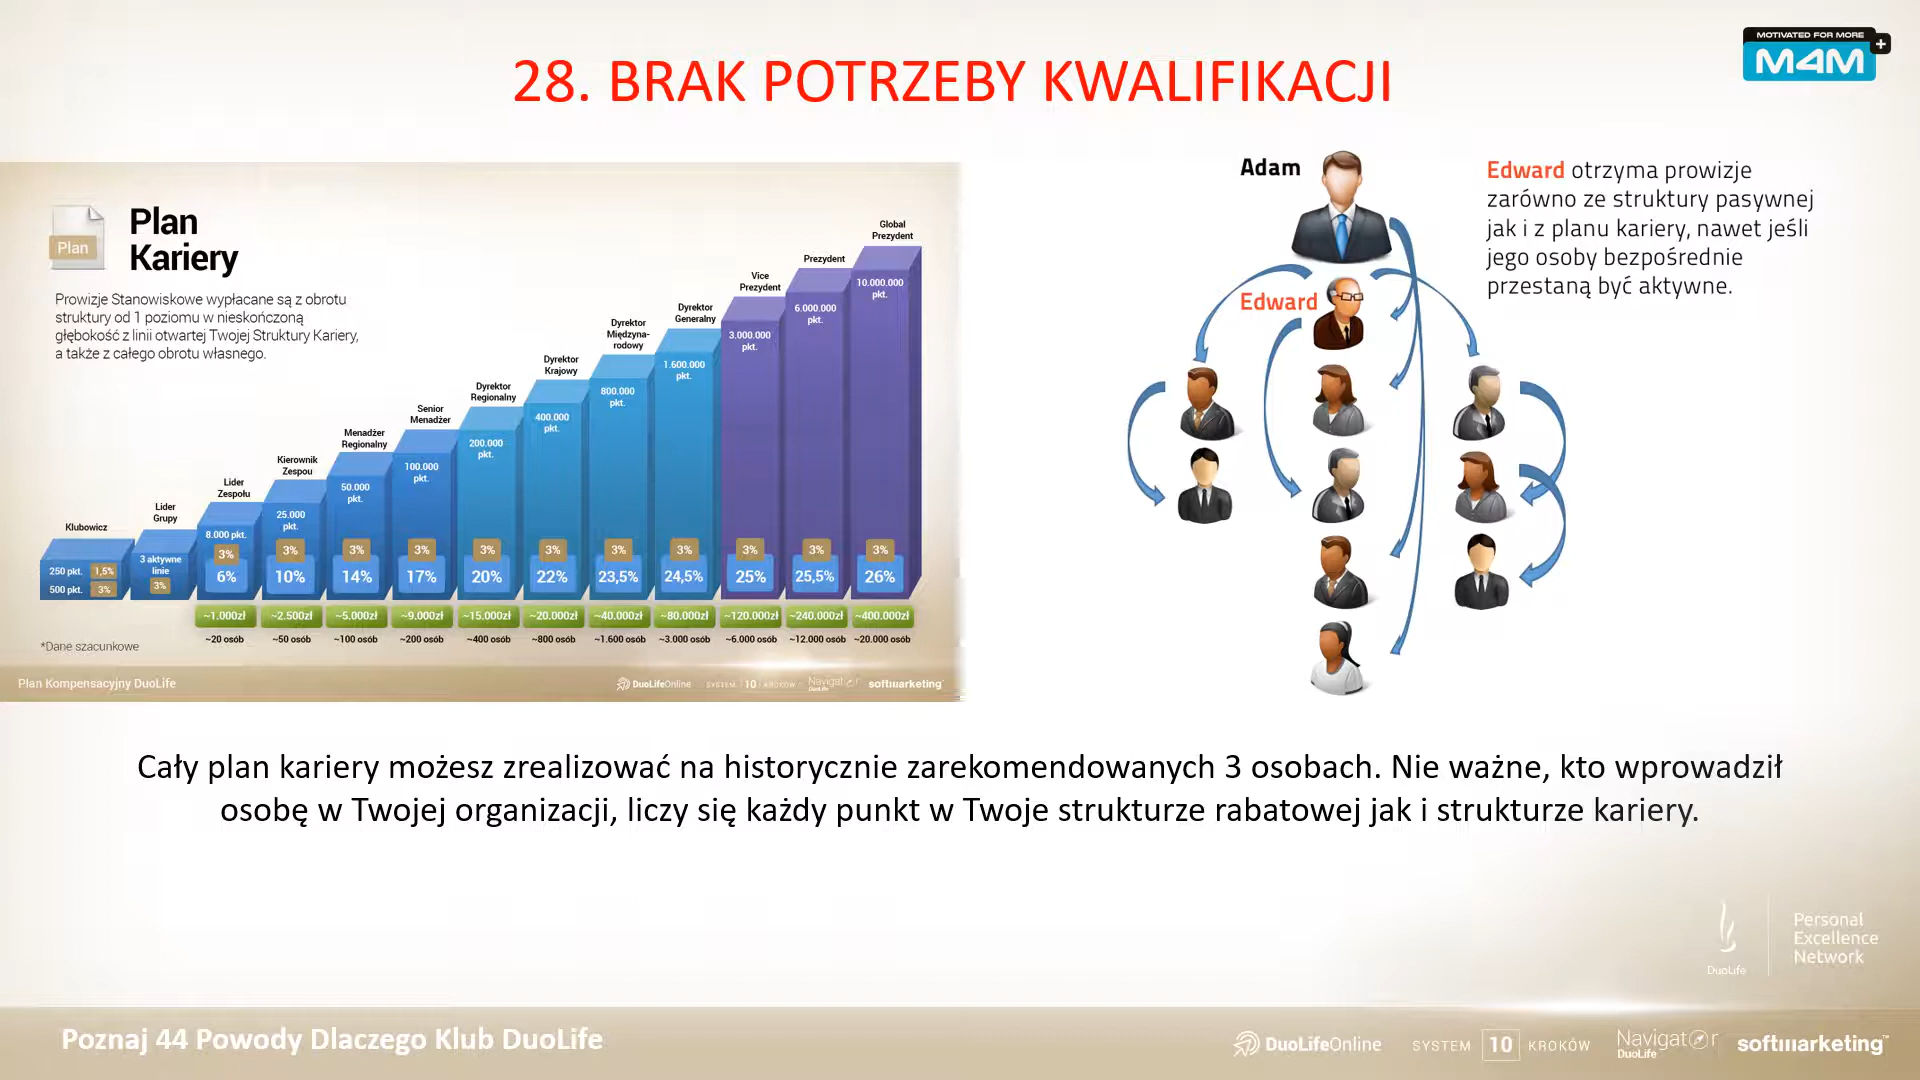 MOTIVATED FOR MORE
M4M+
28. BRAK POTRZEBY KWALIFIKACJI
Plan
Plan
Kariery
Prowizje Stanowiskowe wypłacane są z obrotu
struktury od 1 poziomu w nieskończoną
głębokość z linii otwartej Twojej Struktury Kariery,
a także z całego obrotu własnego.
Klubowicz
250 pkt. 1,5%
500 pkt. 3%
Lider
Grupy
3 aktywne
linie
3%
Lider
Zespołu
8.000 pkt.
3%
6%
~1.000zł
~20 osób
Kierownik
Zespou
25.000
pkt.
3%
10%
~2.500zł
~50 osób
Menadżer
Regionalny
50.000
pkt.
3%
14%
~5.000zł
~100 osób
Senior
Menadżer
100.000
pkt.
3%
17%
~9.000zł
~200 osób
Dyrektor
Regionalny
200.000
pkt.
3%
20%
~15.000zł
~400 osób
Dyrektor
Krajowy
400.000
pkt.
3%
22%
~20.000zł
~800 osób
Dyrektor
Międzyna-
rodowy
800.000
pkt.
3%
23,5%
~40.000zł
~1.600 osób
Dyrektor
Generalny
1.600.000
pkt.
3%
24,5%
~80.000zł
~3.000 osób
Vice
Prezydent
3.000.000
pkt.
3%
25%
~120.000zł
~6.000 osób
Prezydent
6.000.000
pkt.
3%
25,5%
~240.000zł
~12.000 osób
Global
Prezydent
10.000.000
pkt.
3%
26%
~400.000zł
~20.000 osób
*Dane szacunkowe
Plan Kompensacyjny DuoLife
DuoLifeOnline SYSTEM 10 KROKÓW Navigator DuoLife softmarketing
Adam
Edward
Edward otrzyma prowizje
zarówno ze struktury pasywnej
jak i z planu kariery, nawet jeśli
jego osoby bezpośrednie
przestaną być aktywne.
Cały plan kariery możesz zrealizować na historycznie zarekomendowanych 3 osobach. Nie ważne, kto wprowadził
osobę w Twojej organizacji, liczy się każdy punkt w Twoje strukturze rabatowej jak i strukturze kariery.
DuoLife
Personal
Excellence
Network
Poznaj 44 Powody Dlaczego Klub DuoLife
DuoLifeOnline SYSTEM 10 KROKÓW Navigator DuoLife softmarketing™